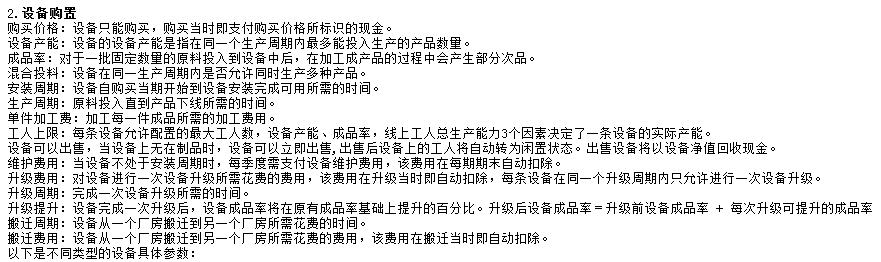 2.设备购置
购买价格：设备只能购买，购买当时即支付购买价格所标识的现金。
设备产能：设备的设备产能是指在同一个生产周期内最多能投入生产的产品数量。
成品率：对于一批固定数量的原料投入到设备中后，在加工成产品的过程中会产生部分次品。
混合投料：设备在同一生产周期内是否允许同时生产多种产品。
安装周期：设备自购买当期开始到设备安装完成可用所需的时间。
生产周期：原料投入直到产品下线所需的时间。
单件加工费：加工每一件成品所需的加工费用。
工人上限：每条设备允许配置的最大工人数，设备产能、成品率，线上工人总生产能力3个因素决定了一条设备的实际产能。
设备可以出售，当设备上无在制品时，设备可以立即出售,出售后设备上的工人将自动转为闲置状态。出售设备将以设备净值回收现金。
维护费用：当设备不处于安装周期时，每季度需支付设备维护费用，该费用在每期期末自动扣除。
升级费用：对设备进行一次设备升级所需花费的费用，该费用在升级当时即自动扣除，每条设备在同一个升级周期内只允许进行一次设备升级。
升级周期：完成一次设备升级所需的时间。
升级提升：设备完成一次升级后，设备成品率将在原有成品率基础上提升的百分比。升级后设备成品率＝升级前设备成品率 + 每次升级可提升的成品率
搬迁周期：设备从一个厂房搬迁到另一个厂房所需花费的时间。
搬迁费用：设备从一个厂房搬迁到另一个厂房所需花费的费用，该费用在搬迁当时即自动扣除。
以下是不同类型的设备具体参数：